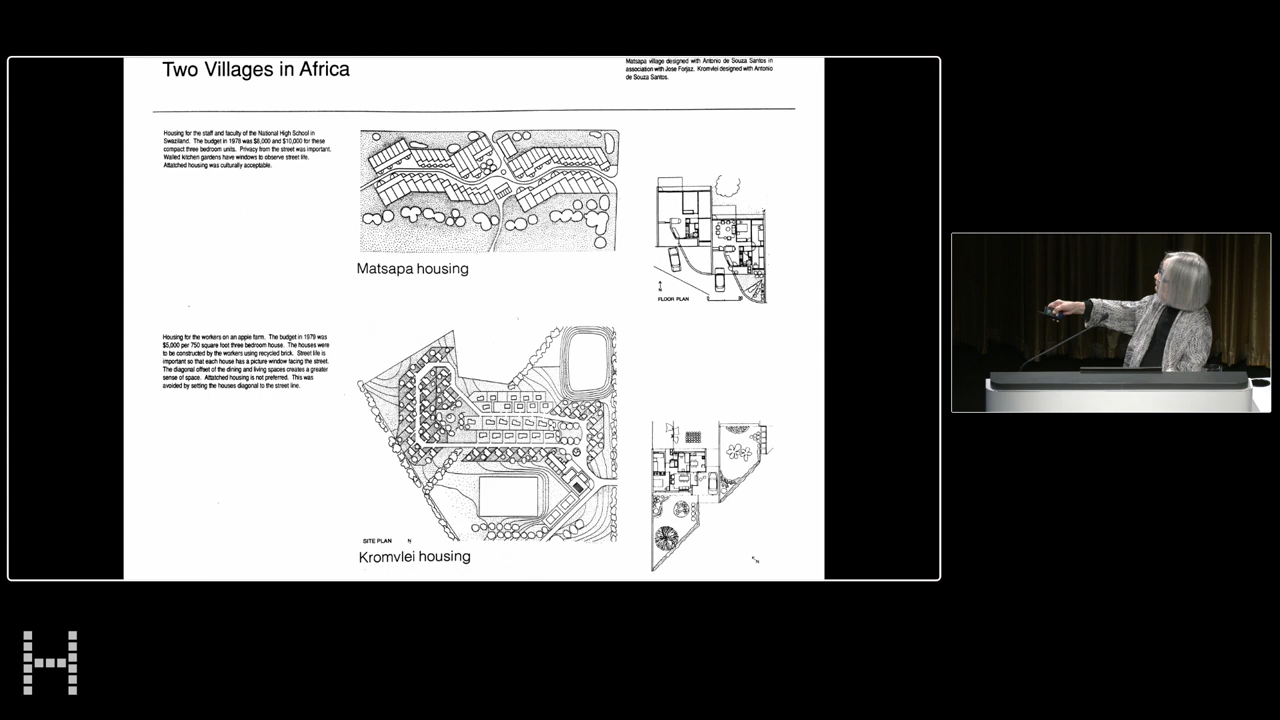 Two Villages in Africa
Matsapa village designed with Antonio de Souza Santos in
association with Jose Forjaz. Kromvlei designed with Antonio
de Souza Santos.
Housing for the staff and faculty of the National High School in
Swaziland. The budget in 1978 was $8,000 and $10,000 for these
compact three bedroom units. Privacy from the street was important.
Walled kitchen gardens have windows to observe street life.
Attatched housing was culturally acceptable.
Matsapa housing
N
FLOOR PLAN
Housing for the workers on an apple farm. The budget in 1979 was
$5,000 per 750 square foot three bedroom house. The houses were
to be constructed by the workers using recycled brick. Street life is
important so that each house has a picture window facing the street.
The diagonal offset of the dining and living spaces creates a greater
sense of space. Attatched housing is not preferred. This was
avoided by setting the houses diagonal to the street line.
SITE PLAN N
Kromvlei housing
N
H